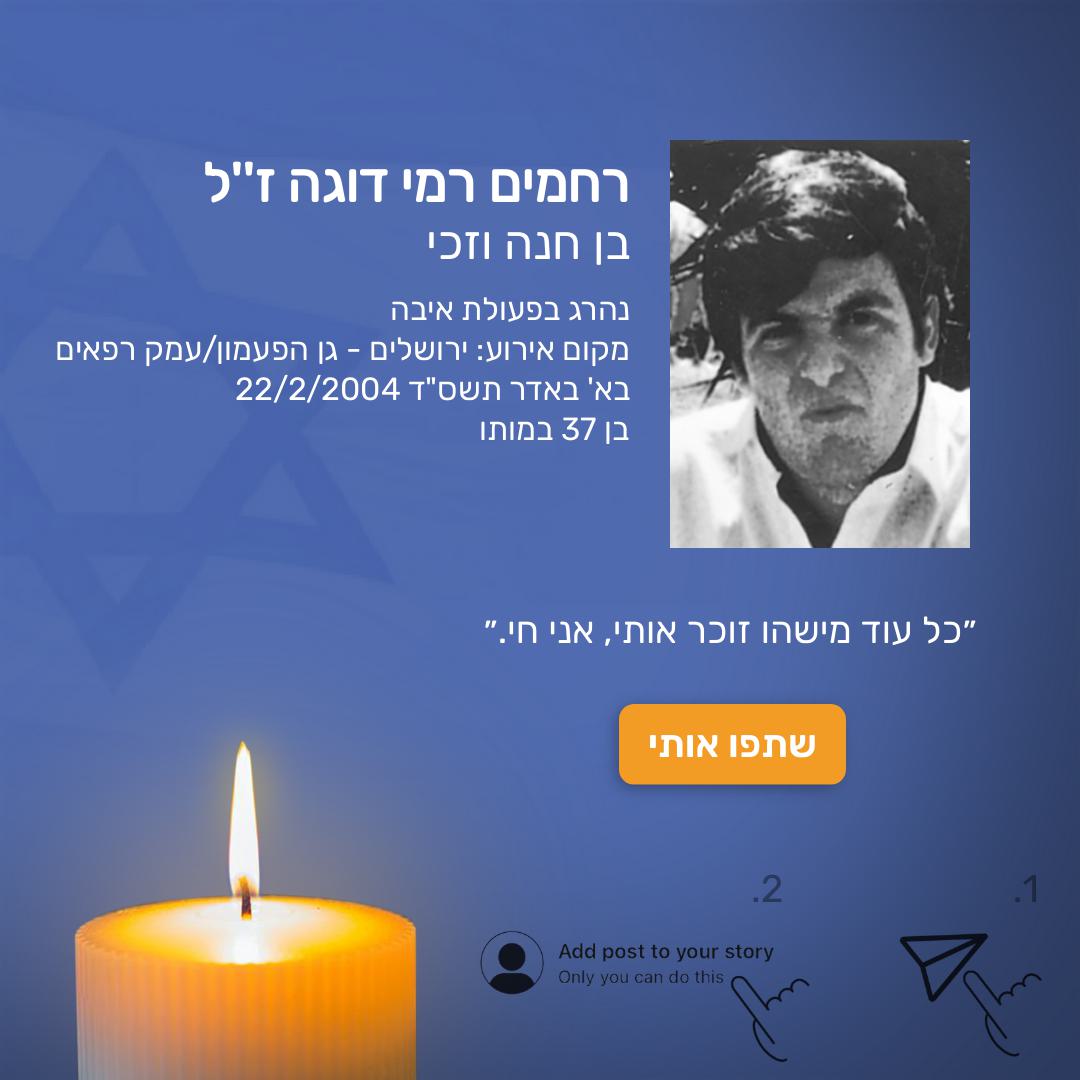 רחמים רמי דוגה ז"ל
בן חנה וזכי
נהרג בפעולת איבה
מקום אירוע: ירושלים - גן הפעמון/עמק רפאים
בא' באדר תשס"ד 22/2/2004
בן 37 במותו
״כל עוד מישהו זוכר אותי, אני חי.״
שתפו אותי
1.
2.
Add post to your story
Only you can do this